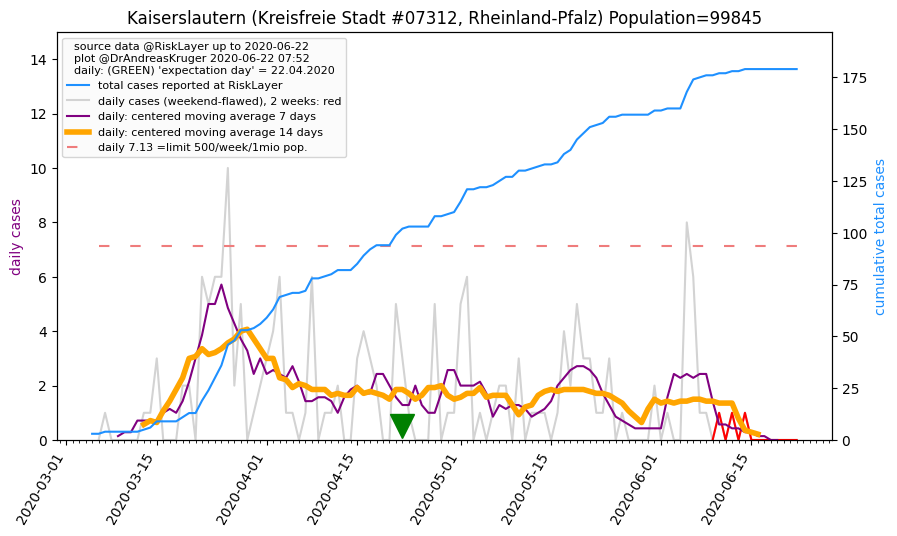 Kaiserslautern (Kreisfreie Stadt #07312, Rheinland-Pfalz) Population=99845
source data @RiskLayer up to 2020-06-22
plot @DrAndreasKruger 2020-06-22 07:52
daily: (GREEN) 'expectation day' = 22.04.2020
total cases reported at RiskLayer
daily cases (weekend-flawed), 2 weeks: red
daily: centered moving average 7 days
daily: centered moving average 14 days
daily 7.13 =limit 500/week/1mio pop.
daily cases
14
12
10
8
6
4
2
0
cumulative total cases
175
150
125
100
75
50
25
0
2020-03-01
2020-03-15
2020-04-01
2020-04-15
2020-05-01
2020-05-15
2020-06-01
2020-06-15